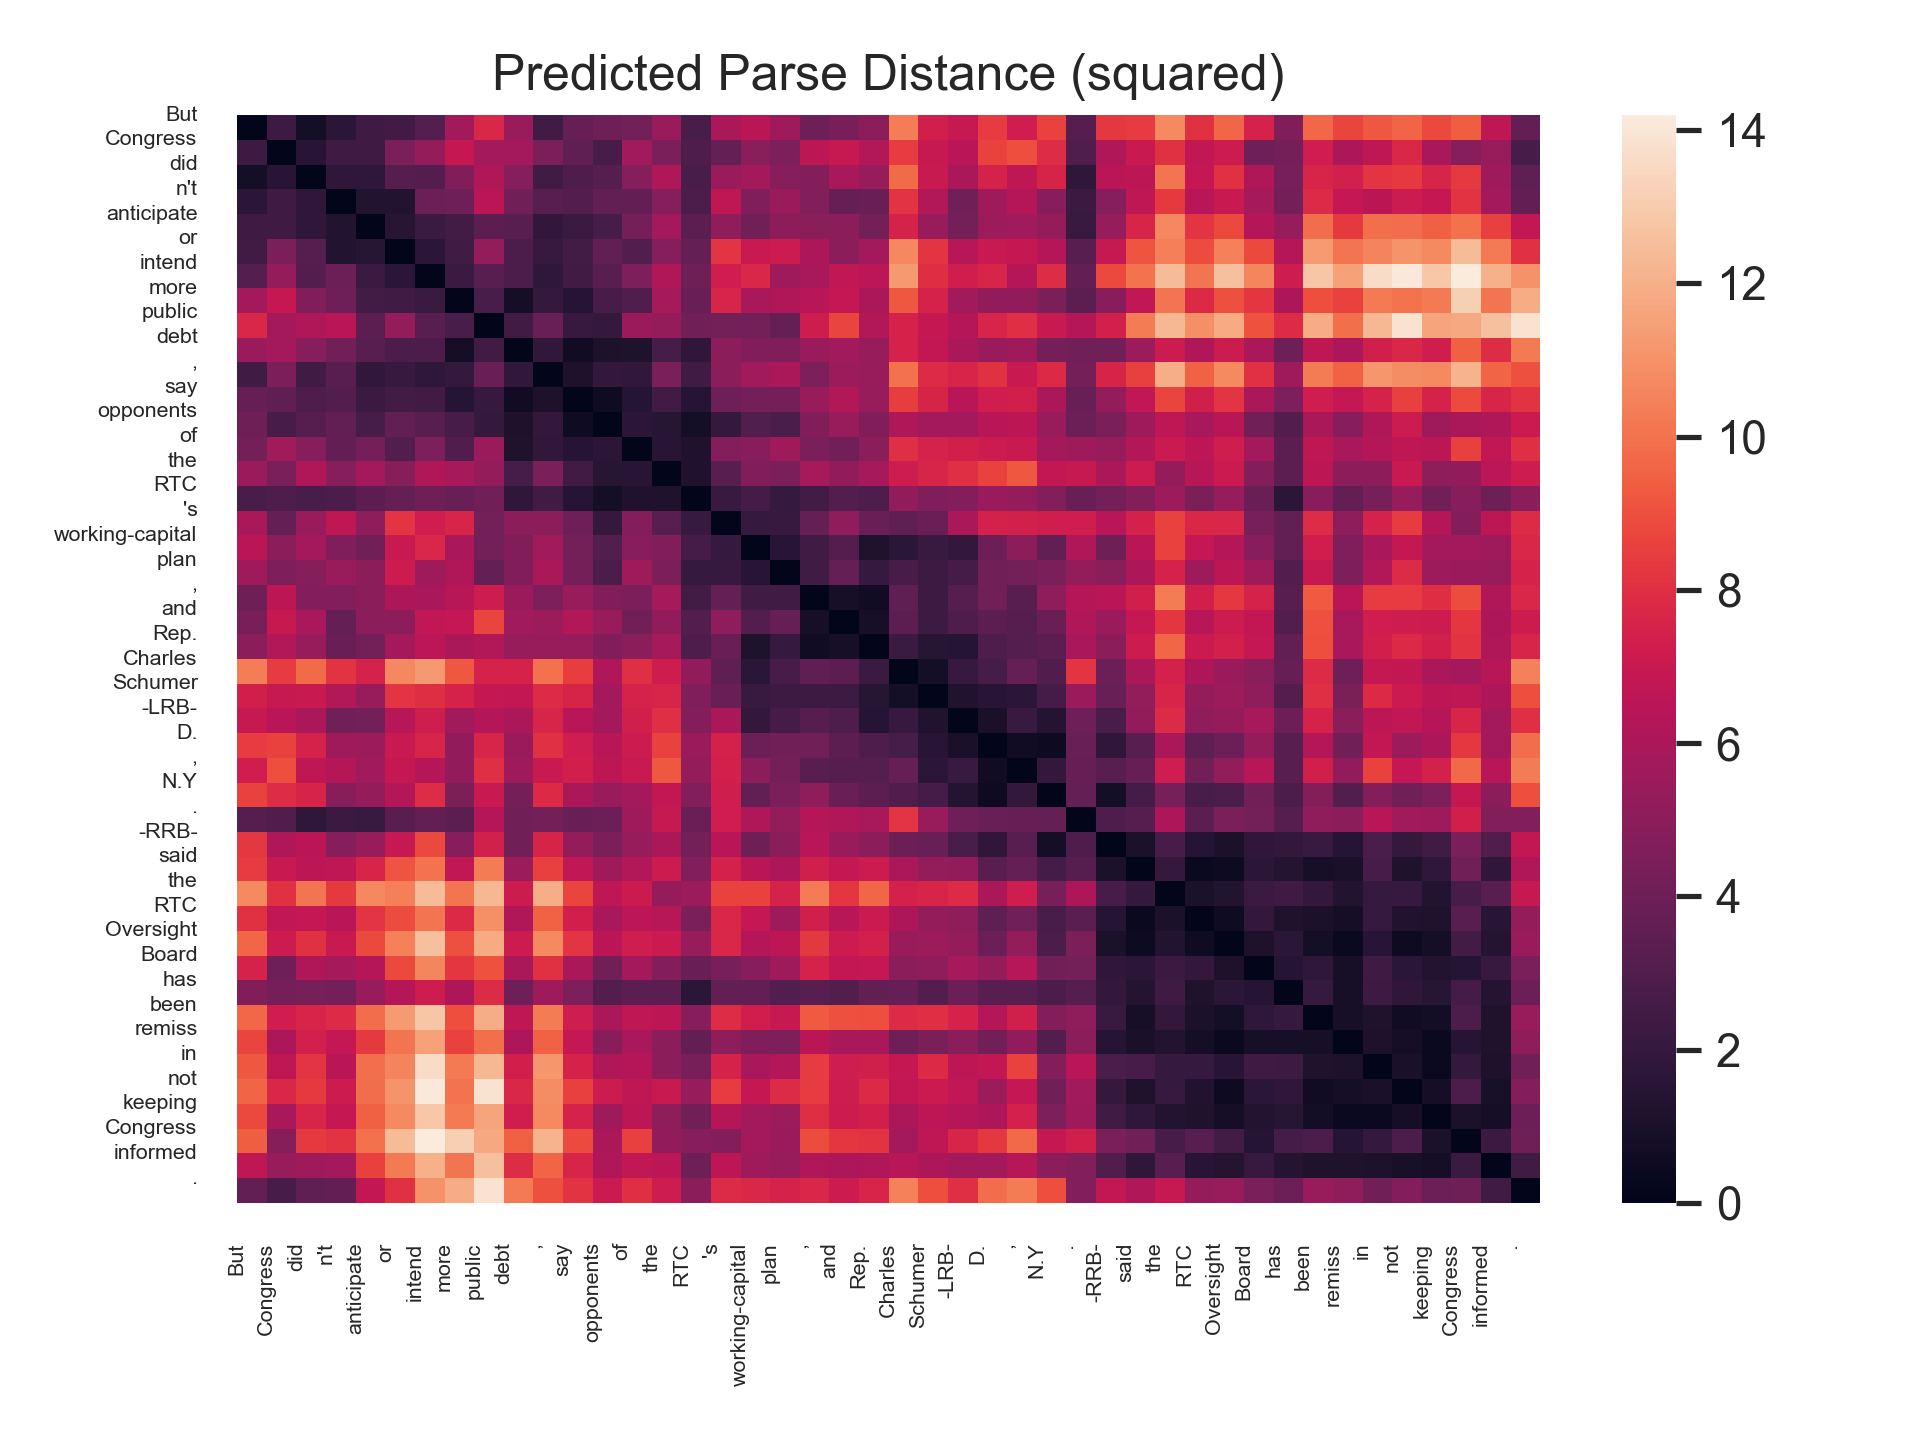 Predicted Parse Distance (squared)
But
Congress
did
n't
anticipate
or
intend
more
public
debt
,
say
opponents
of
the
RTC
's
working-capital
plan
,
and
Rep.
Charles
Schumer
-LRB-
D.
,
N.Y
.
-RRB-
said
the
RTC
Oversight
Board
has
been
remiss
in
not
keeping
Congress
informed
.
14
12
10
8
6
4
2
0
But
Congress
did
n't
anticipate
or
intend
more
public
debt
,
say
opponents
of
the
RTC
's
working-capital
plan
,
and
Rep.
Charles
Schumer
-LRB-
D.
,
N.Y
.
-RRB-
said
the
RTC
Oversight
Board
has
been
remiss
in
not
keeping
Congress
informed
.